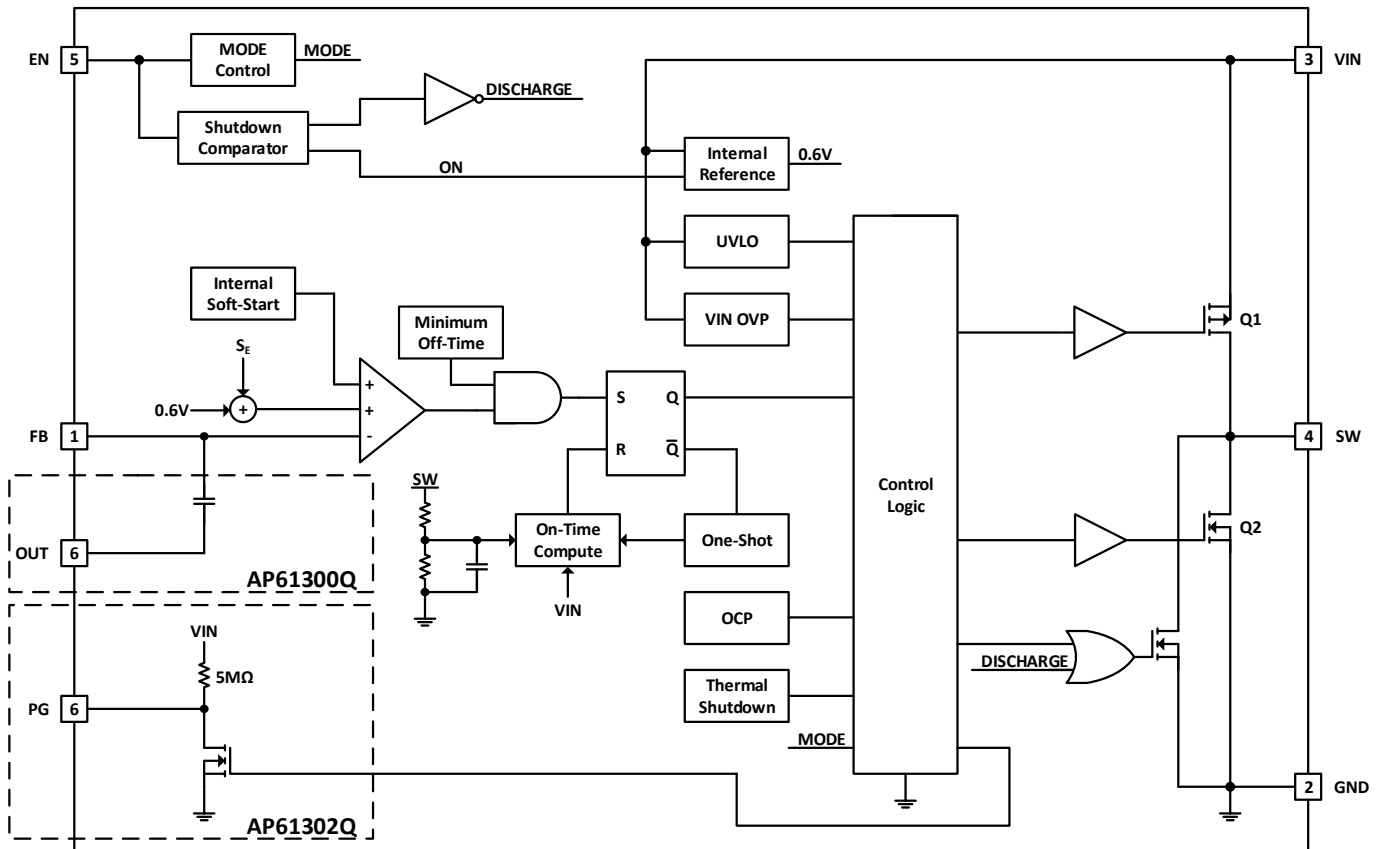 EN
5
MODE
Control
MODE
DISCHARGE
Shutdown
Comparator
ON
3
VIN
Internal
Reference
0.6V
UVLO
VIN OVP
Internal
Soft-Start
Minimum
Off-Time
S_E
0.6V
+
+
+
-
FB
1
S
Q
R
Q̅
SW
On-Time
Compute
One-Shot
VIN
Control
Logic
Q1
4
SW
Q2
OUT
6
AP61300Q
OCP
DISCHARGE
Thermal
Shutdown
MODE
VIN
5MΩ
PG
6
AP61302Q
2
GND